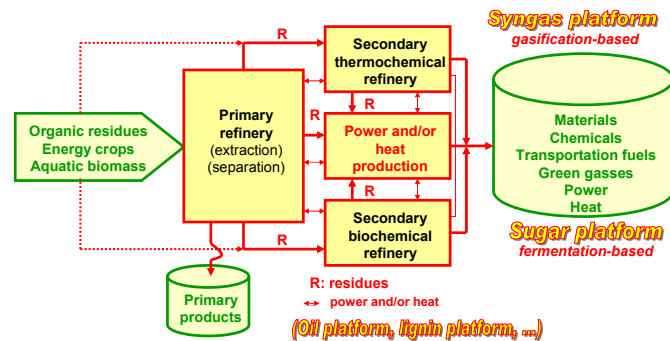 Syngas platform
gasification-based
R
Secondary
thermochemical
refinery
R
Organic residues
Energy crops
Aquatic biomass
Primary
refinery
(extraction)
(separation)
R
Power and/or
heat
production
Materials
Chemicals
Transportation fuels
Green gasses
Power
Heat
R
R
Secondary
biochemical
refinery
Sugar platform
fermentation-based
Primary
products
R: residues
power and/or heat
(Oil platform, lignin platform, ...)